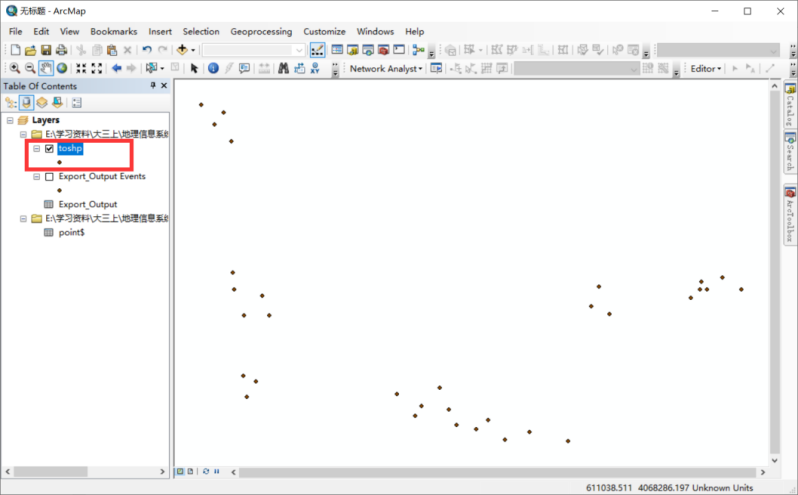 无标题 - ArcMap
File Edit View Bookmarks Insert Selection Geoprocessing Customize Windows Help
Network Analyst
Editor
Table Of Contents
Layers
E:\学习资料\大三上\地理信息系统
toshp
Export_Output Events
Export_Output
E:\学习资料\大三上\地理信息系统
point$
Catalog
Search
ArcToolbox
611038.511 4068286.197 Unknown Units